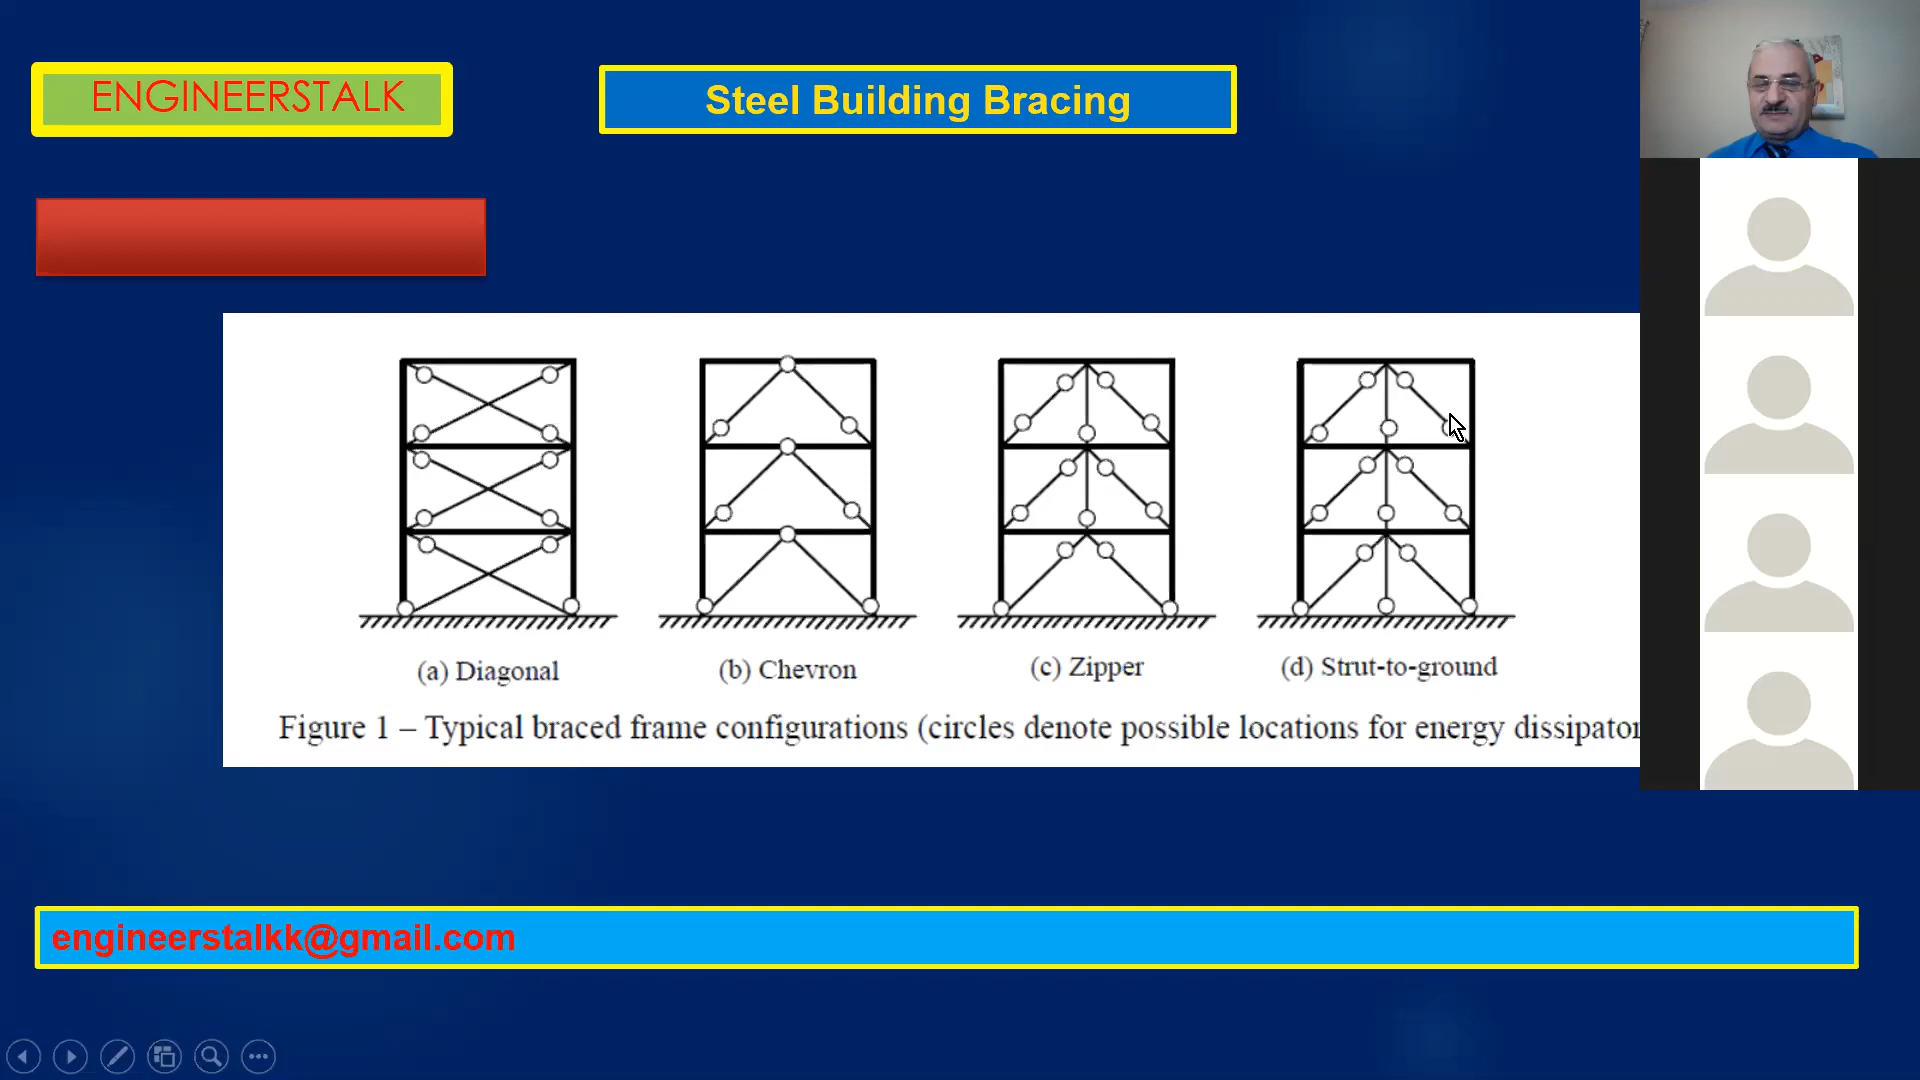 ENGINEERSTALK
Steel Building Bracing
(a) Diagonal
(b) Chevron
(c) Zipper
(d) Strut-to-ground
Figure 1 – Typical braced frame configurations (circles denote possible locations for energy dissipator
engineerstalkk@gmail.com